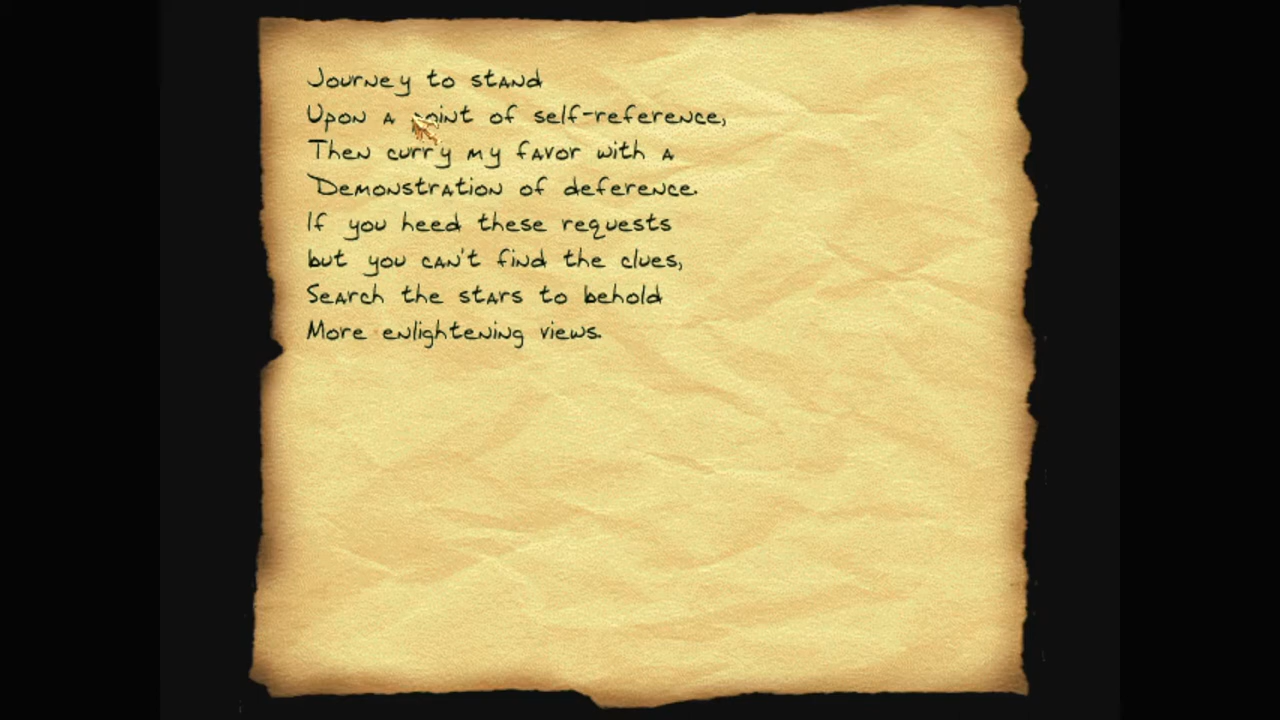 Journey to stand
Upon a point of self-reference,
Then curry my favor with a
Demonstration of deference.
If you heed these requests
but you can't find the clues,
Search the stars to behold
More enlightening views.